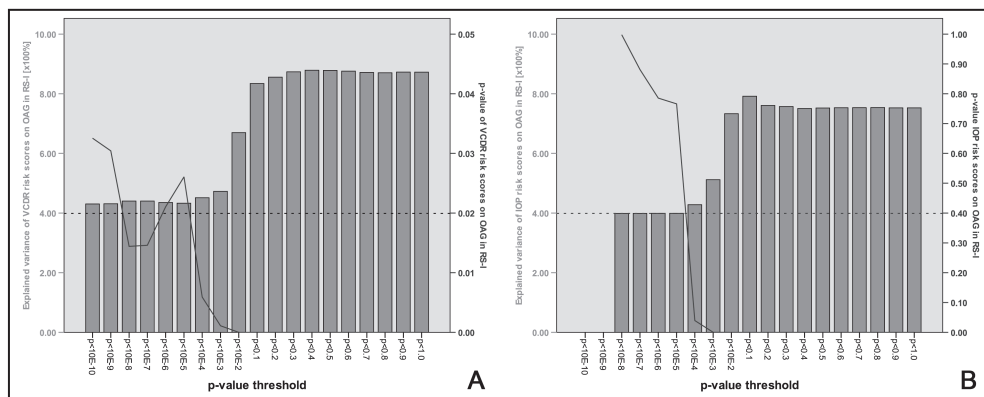 Explained variance of VCDR risk scores on OAG in RS-I [x100%]
10.00
8.00
6.00
4.00
2.00
0.00
0.05
0.04
0.03
0.02
0.01
0.00
p-value of VCDR risk scores on OAG in RS-I
p<10E-10
p<10E-9
p<10E-8
p<10E-7
p<10E-6
p<10E-5
p<10E-4
p<10E-3
p<10E-2
p<0.1
p<0.2
p<0.3
p<0.4
p<0.5
p<0.6
p<0.7
p<0.8
p<0.9
p<1.0
p-value threshold
A
Explained variance of IOP risk scores on OAG in RS-I [x100%]
10.00
8.00
6.00
4.00
2.00
0.00
1.00
0.90
0.80
0.70
0.60
0.50
0.40
0.30
0.20
0.10
0.00
p-value IOP risk scores on OAG in RS-I
p<10E-10
p<10E-9
p<10E-8
p<10E-7
p<10E-6
p<10E-5
p<10E-4
p<10E-3
p<10E-2
p<0.1
p<0.2
p<0.3
p<0.4
p<0.5
p<0.6
p<0.7
p<0.8
p<0.9
p<1.0
p-value threshold
B